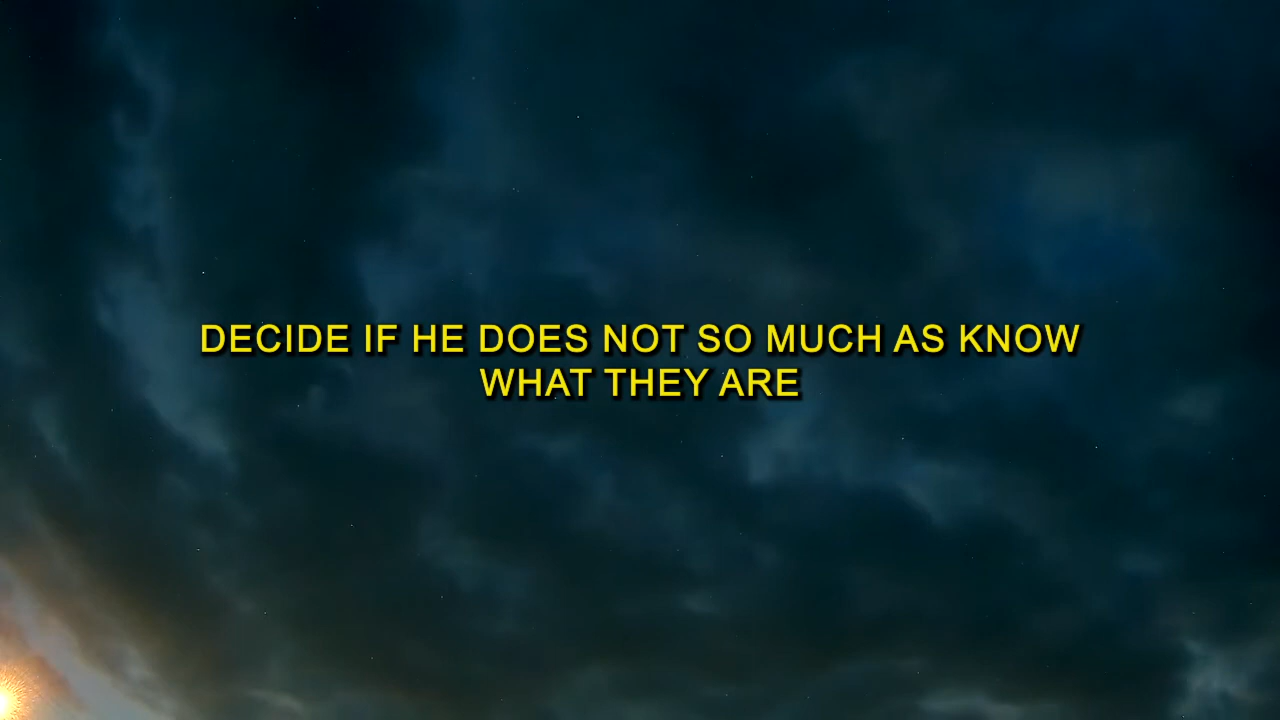 DECIDE IF HE DOES NOT SO MUCH AS KNOW
WHAT THEY ARE